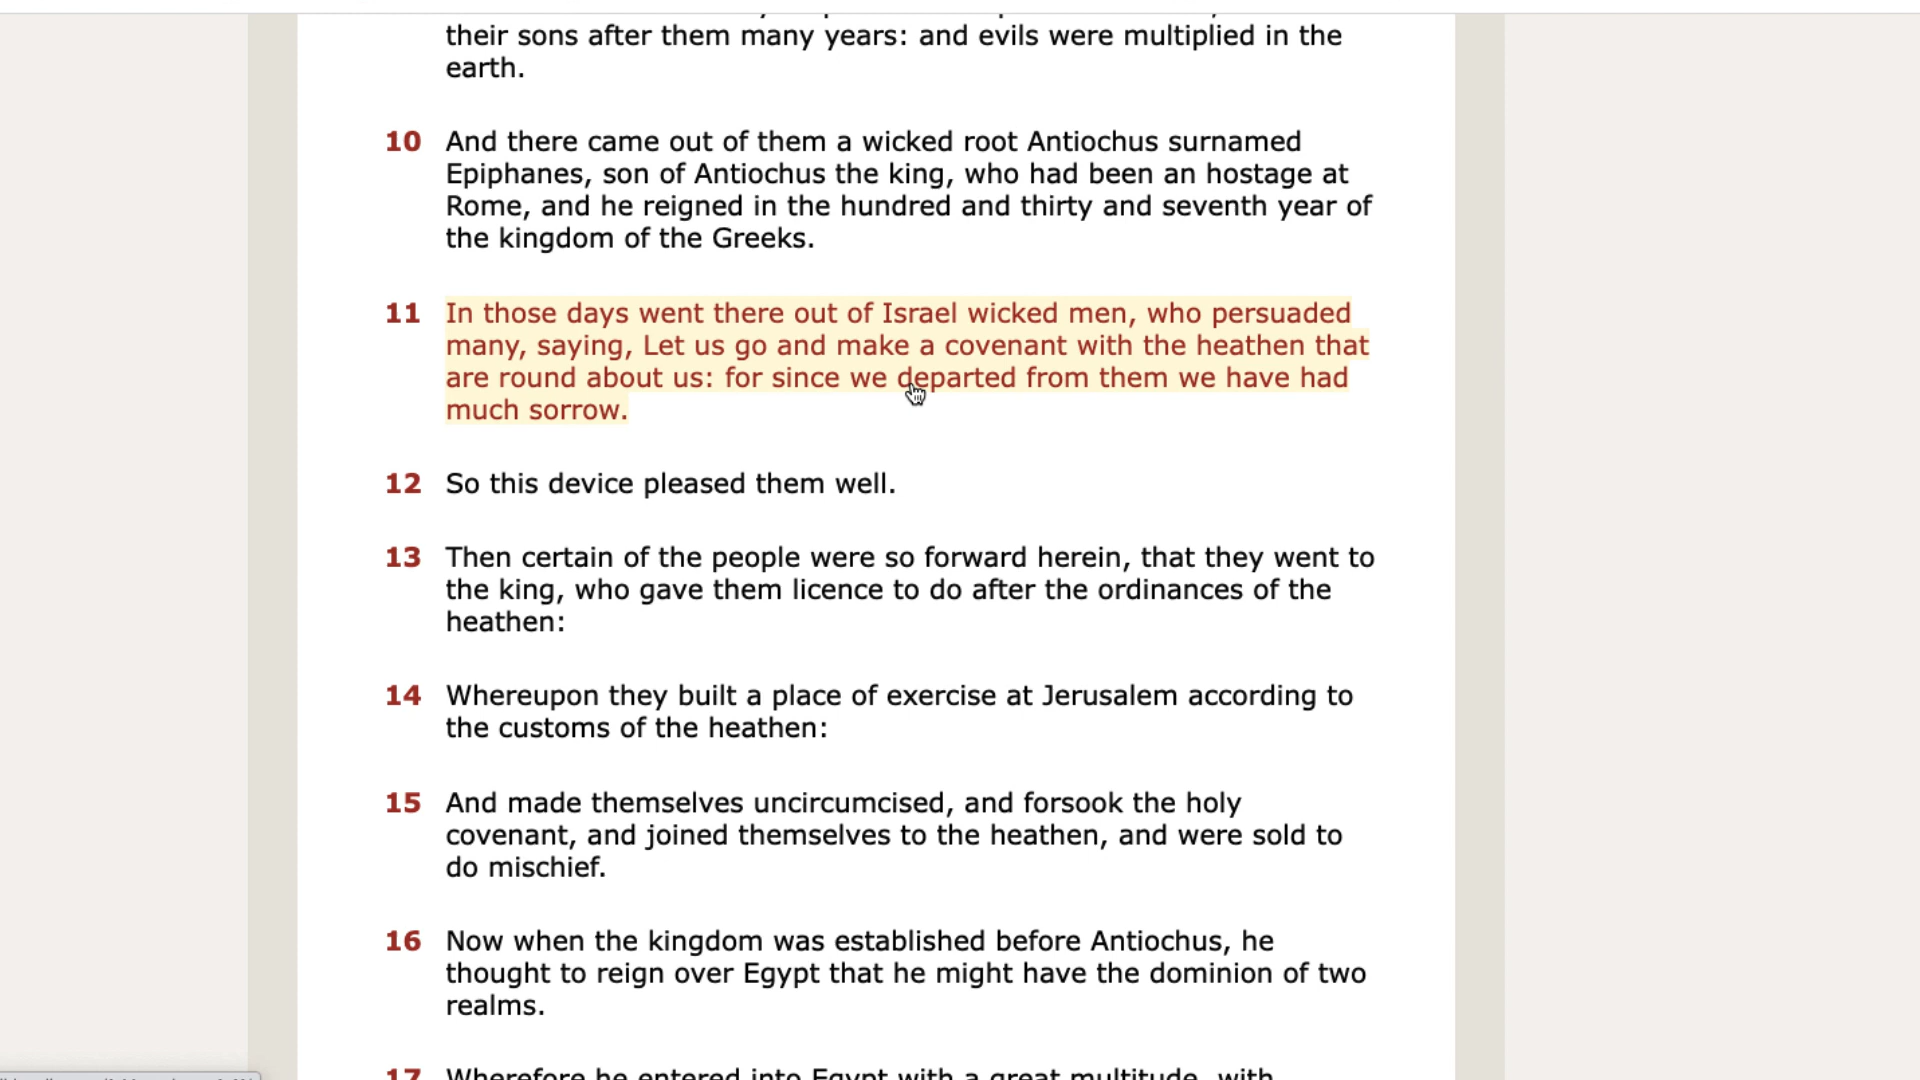 their sons after them many years: and evils were multiplied in the
earth.
10 And there came out of them a wicked root Antiochus surnamed
Epiphanes, son of Antiochus the king, who had been an hostage at
Rome, and he reigned in the hundred and thirty and seventh year of
the kingdom of the Greeks.
11 In those days went there out of Israel wicked men, who persuaded
many, saying, Let us go and make a covenant with the heathen that
are round about us: for since we departed from them we have had
much sorrow.
12 So this device pleased them well.
13 Then certain of the people were so forward herein, that they went to
the king, who gave them licence to do after the ordinances of the
heathen:
14 Whereupon they built a place of exercise at Jerusalem according to
the customs of the heathen:
15 And made themselves uncircumcised, and forsook the holy
covenant, and joined themselves to the heathen, and were sold to
do mischief.
16 Now when the kingdom was established before Antiochus, he
thought to reign over Egypt that he might have the dominion of two
realms.
17 Wherefore he entered into Egypt with a great multitude, with